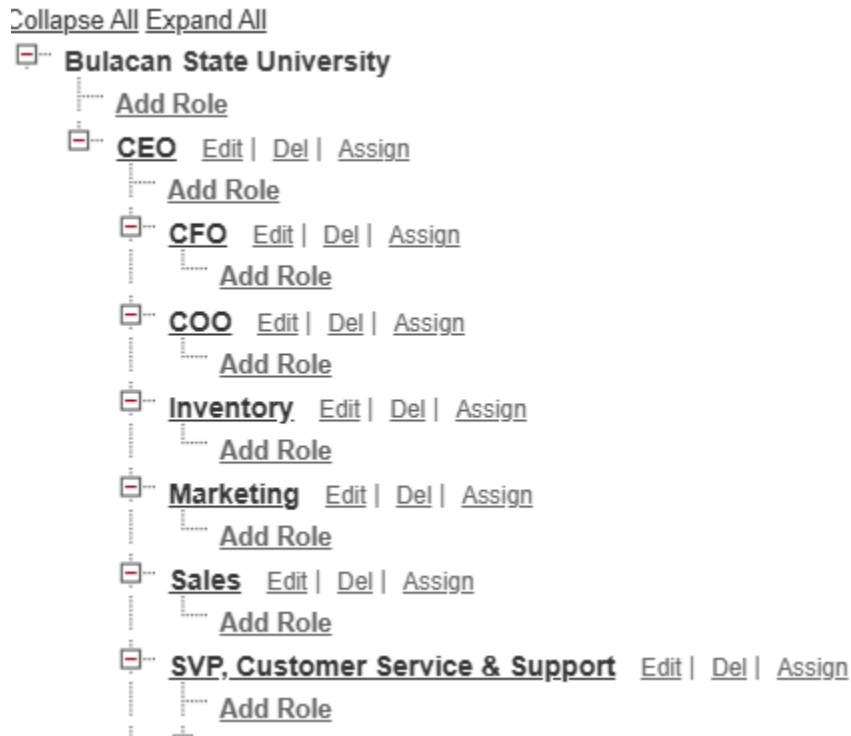 Collapse All Expand All
Bulacan State University
Add Role
CEO Edit | Del | Assign
Add Role
CFO Edit | Del | Assign
Add Role
COO Edit | Del | Assign
Add Role
Inventory Edit | Del | Assign
Add Role
Marketing Edit | Del | Assign
Add Role
Sales Edit | Del | Assign
Add Role
SVP, Customer Service & Support Edit | Del | Assign
Add Role